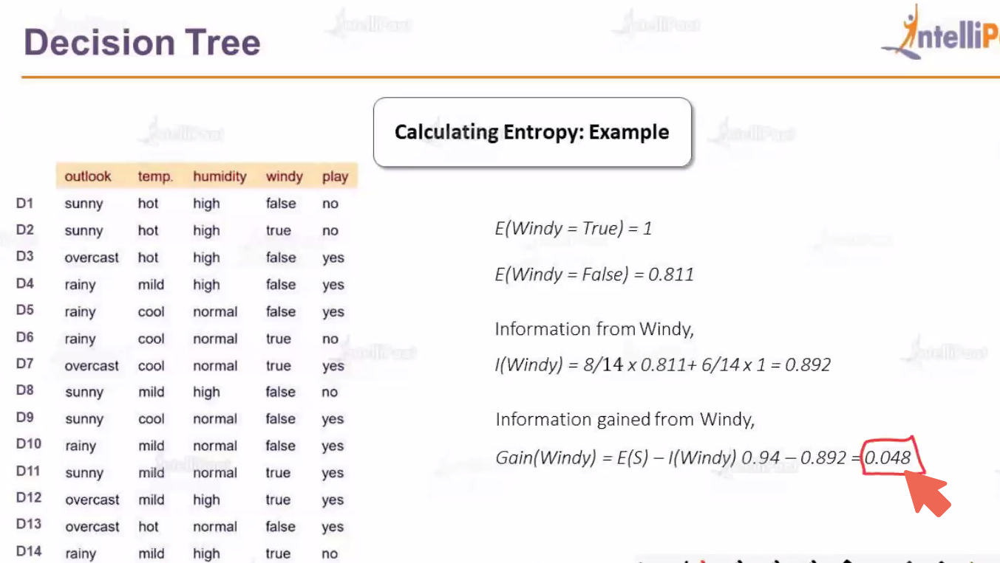 Decision Tree
Calculating Entropy: Example
outlook temp. humidity windy play
D1 sunny hot high false no
D2 sunny hot high true no
D3 overcast hot high false yes
D4 rainy mild high false yes
D5 rainy cool normal false yes
D6 rainy cool normal true no
D7 overcast cool normal true yes
D8 sunny mild high false no
D9 sunny cool normal false yes
D10 rainy mild normal false yes
D11 sunny mild normal true yes
D12 overcast mild high true yes
D13 overcast hot normal false yes
D14 rainy mild high true no
E(Windy = True) = 1
E(Windy = False) = 0.811
Information from Windy,
I(Windy) = 8/14 x 0.811+ 6/14 x 1 = 0.892
Information gained from Windy,
Gain(Windy) = E(S) – I(Windy) 0.94 – 0.892 = 0.048